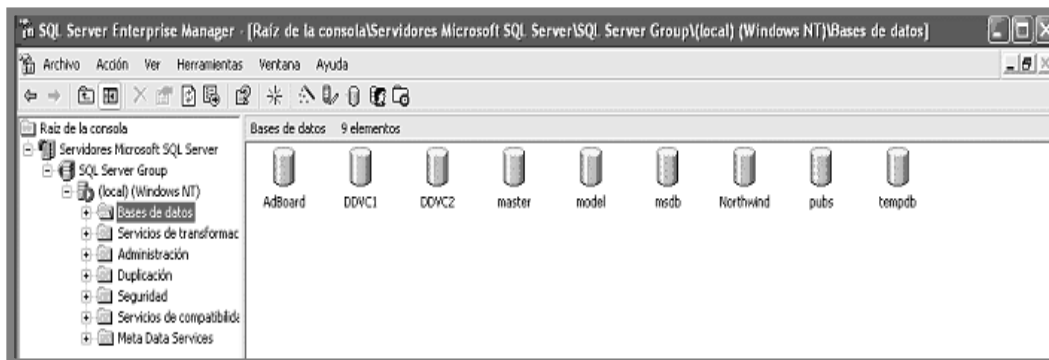 SQL Server Enterprise Manager - [Raíz de la consola\Servidores Microsoft SQL Server\SQL Server Group\(local) (Windows NT)\Bases de datos]
Archivo Acción Ver Herramientas Ventana Ayuda
Raíz de la consola
Servidores Microsoft SQL Server
SQL Server Group
(local) (Windows NT)
Bases de datos
Servicios de transformac
Administración
Duplicación
Seguridad
Servicios de compatibilida
Meta Data Services
Bases de datos 9 elementos
AdBoard DDVC1 DDVC2 master model msdb Northwind pubs tempdb